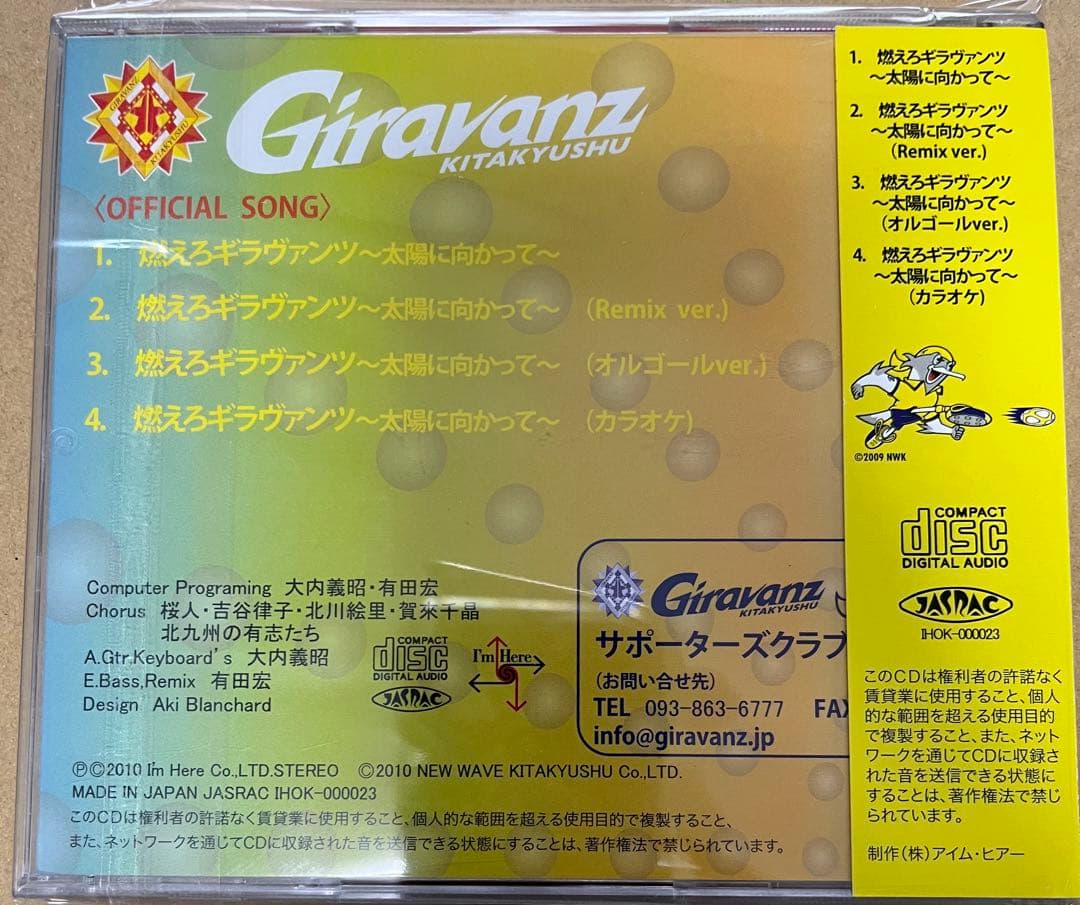 GIRAVANZ
KITAKYUSHU
Giravanz
KITAKYUSHU
〈OFFICIAL SONG〉
1. 燃えろギラヴァンツ～太陽に向かって～
2. 燃えろギラヴァンツ～太陽に向かって～ (Remix ver.)
3. 燃えろギラヴァンツ～太陽に向かって～ (オルゴールver.)
4. 燃えろギラヴァンツ～太陽に向かって～ (カラオケ)
Computer Programing 大内義昭・有田宏
Chorus 桜人・吉谷律子・北川絵里・賀來千晶
北九州の有志たち
A.Gtr.Keyboard's 大内義昭
E.Bass,Remix 有田宏
Design Aki Blanchard
COMPACT
disc
DIGITAL AUDIO
JASRAC
I'm Here
Giravanz
KITAKYUSHU
サポーターズクラブ
(お問い合せ先)
TEL 093-863-6777 FAX
info@giravanz.jp
ⓅⒸ2010 I'm Here Co.,LTD.STEREO Ⓒ2010 NEW WAVE KITAKYUSHU Co.,LTD.
MADE IN JAPAN JASRAC IHOK-000023
このCDは権利者の許諾なく賃貸業に使用すること、個人的な範囲を超える使用目的で複製すること、
また、ネットワークを通じてCDに収録された音を送信できる状態にすることは、著作権法で禁じられています。
1. 燃えろギラヴァンツ
～太陽に向かって～
2. 燃えろギラヴァンツ
～太陽に向かって～
(Remix ver.)
3. 燃えろギラヴァンツ
～太陽に向かって～
(オルゴールver.)
4. 燃えろギラヴァンツ
～太陽に向かって～
(カラオケ)
©2009 NWK
COMPACT
disc
DIGITAL AUDIO
JASRAC
IHOK-000023
このCDは権利者の許諾なく
賃貸業に使用すること、個人
的な範囲を超える使用目的
で複製すること、また、ネット
ワークを通じてCDに収録さ
れた音を送信できる状態に
することは、著作権法で禁じ
られています。
制作(株)アイム・ヒアー